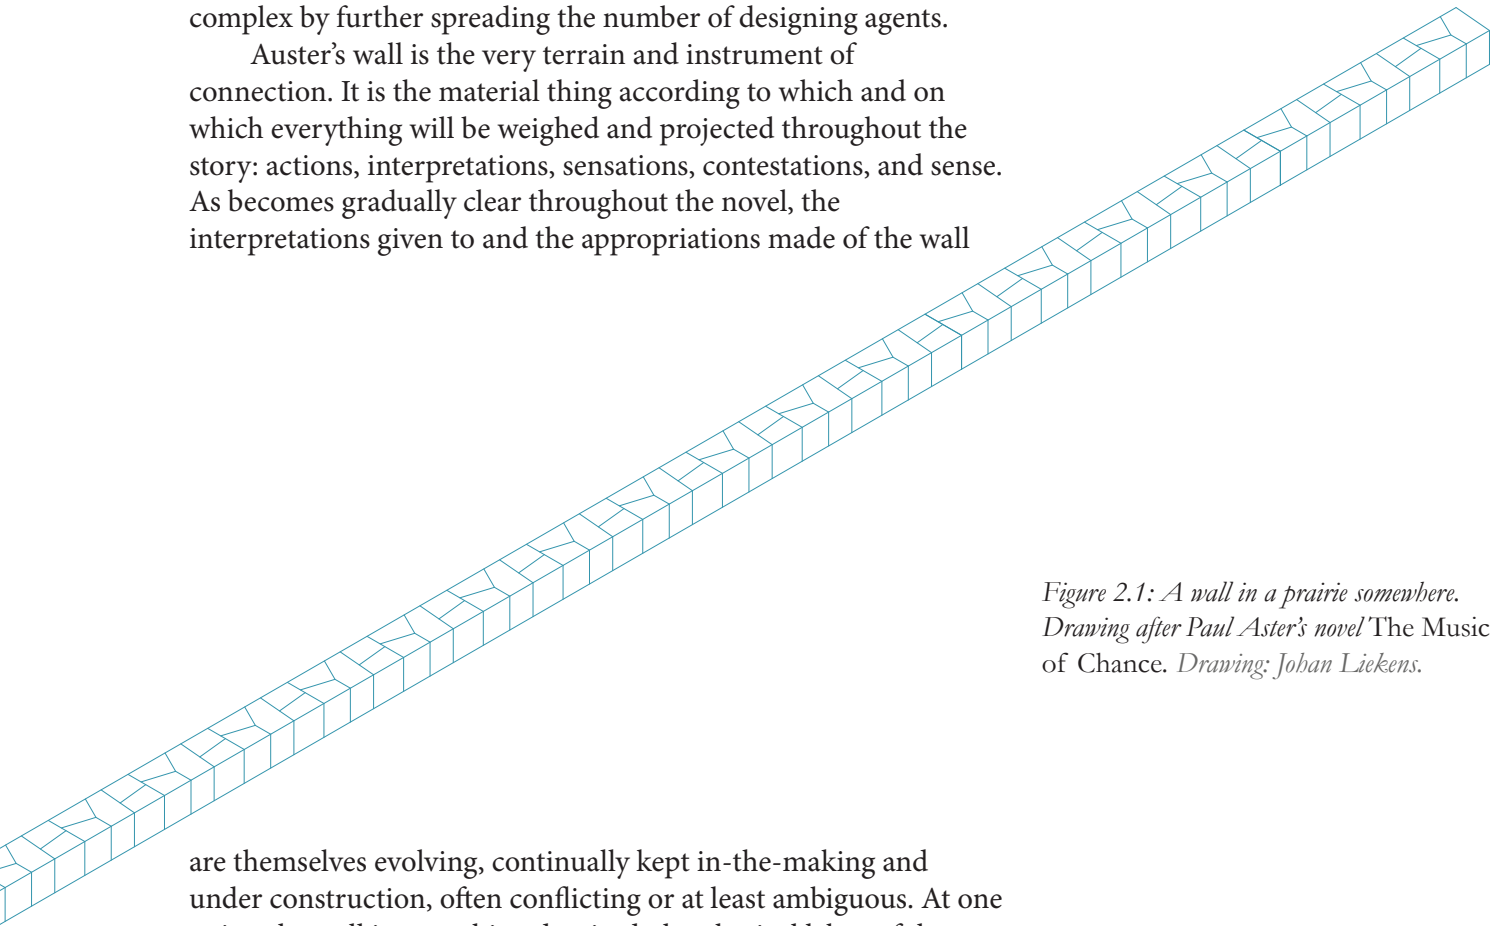 complex by further spreading the number of designing agents.
Auster’s wall is the very terrain and instrument of
connection. It is the material thing according to which and on
which everything will be weighed and projected throughout the
story: actions, interpretations, sensations, contestations, and sense.
As becomes gradually clear throughout the novel, the
interpretations given to and the appropriations made of the wall
Figure 2.1: A wall in a prairie somewhere.
Drawing after Paul Aster’s novel The Music
of Chance. Drawing: Johan Liekens.
are themselves evolving, continually kept in-the-making and
under construction, often conflicting or at least ambiguous. At one